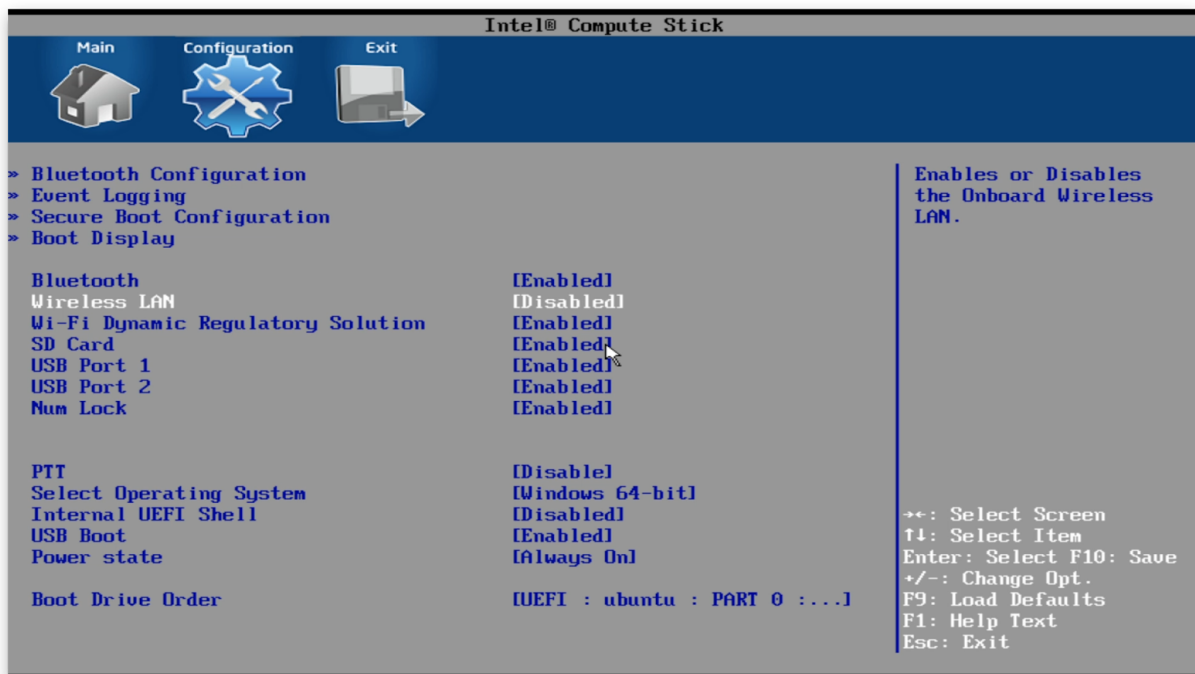 Intel® Compute Stick
Main Configuration Exit
» Bluetooth Configuration
» Event Logging
» Secure Boot Configuration
» Boot Display
Bluetooth [Enabled]
Wireless LAN [Disabled]
Wi-Fi Dynamic Regulatory Solution [Enabled]
SD Card [Enabled]
USB Port 1 [Enabled]
USB Port 2 [Enabled]
Num Lock [Enabled]
PTT [Disable]
Select Operating System [Windows 64-bit]
Internal UEFI Shell [Disabled]
USB Boot [Enabled]
Power state [Always On]
Boot Drive Order [UEFI : ubuntu : PART 0 :...]
Enables or Disables
the Onboard Wireless
LAN.
→←: Select Screen
↑↓: Select Item
Enter: Select F10: Save
+/-: Change Opt.
F9: Load Defaults
F1: Help Text
Esc: Exit